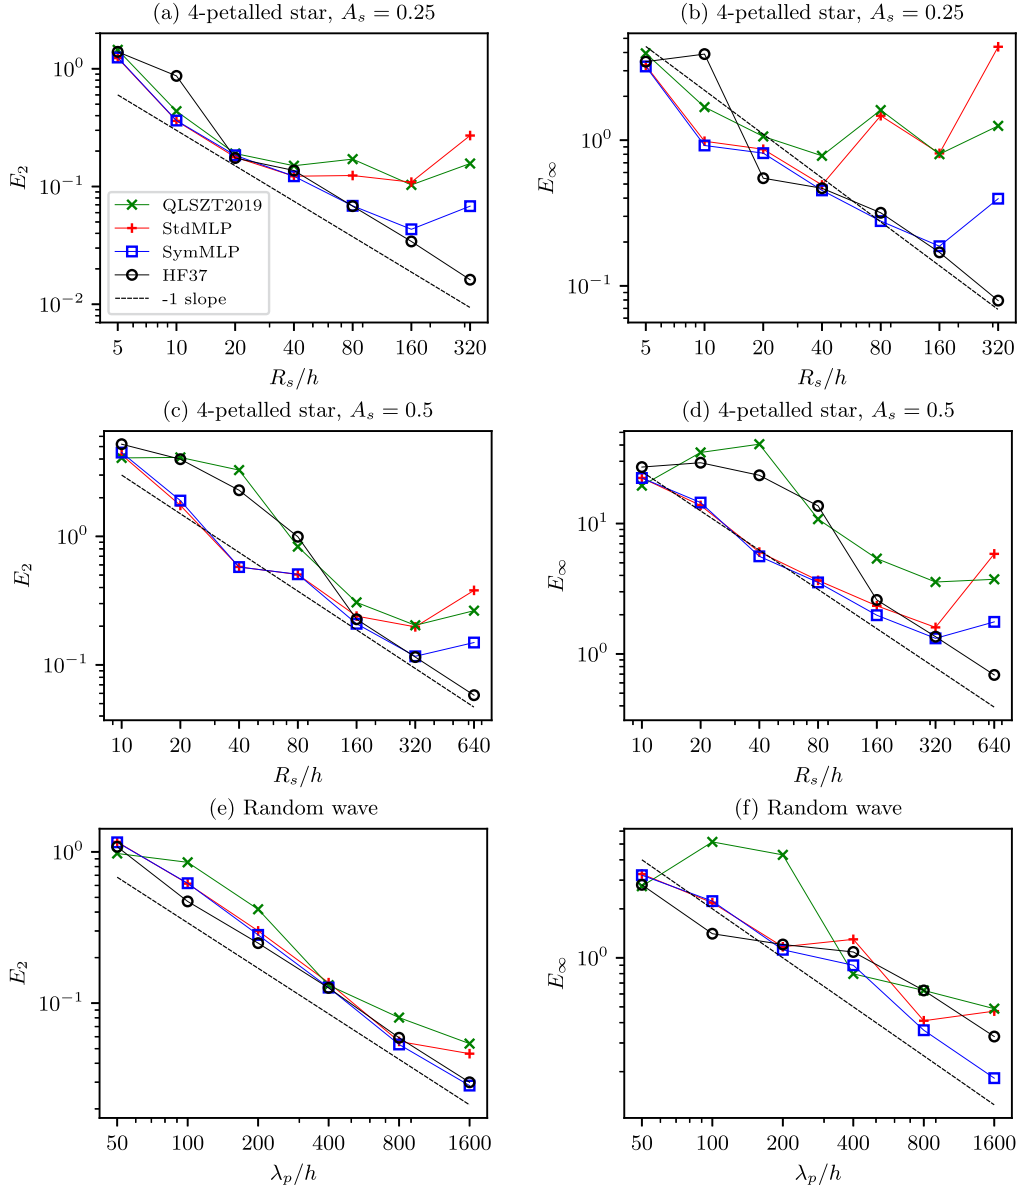 (a) 4-petalled star, A_s = 0.25
10^0
10^{-1}
10^{-2}
E_2
QLSZT2019
StdMLP
SymMLP
HF37
-1 slope
5 10 20 40 80 160 320
R_s/h
(b) 4-petalled star, A_s = 0.25
10^0
10^{-1}
E_∞
5 10 20 40 80 160 320
R_s/h
(c) 4-petalled star, A_s = 0.5
10^0
10^{-1}
E_2
10 20 40 80 160 320 640
R_s/h
(d) 4-petalled star, A_s = 0.5
10^1
10^0
E_∞
10 20 40 80 160 320 640
R_s/h
(e) Random wave
10^0
10^{-1}
E_2
50 100 200 400 800 1600
λ_p/h
(f) Random wave
10^0
E_∞
50 100 200 400 800 1600
λ_p/h